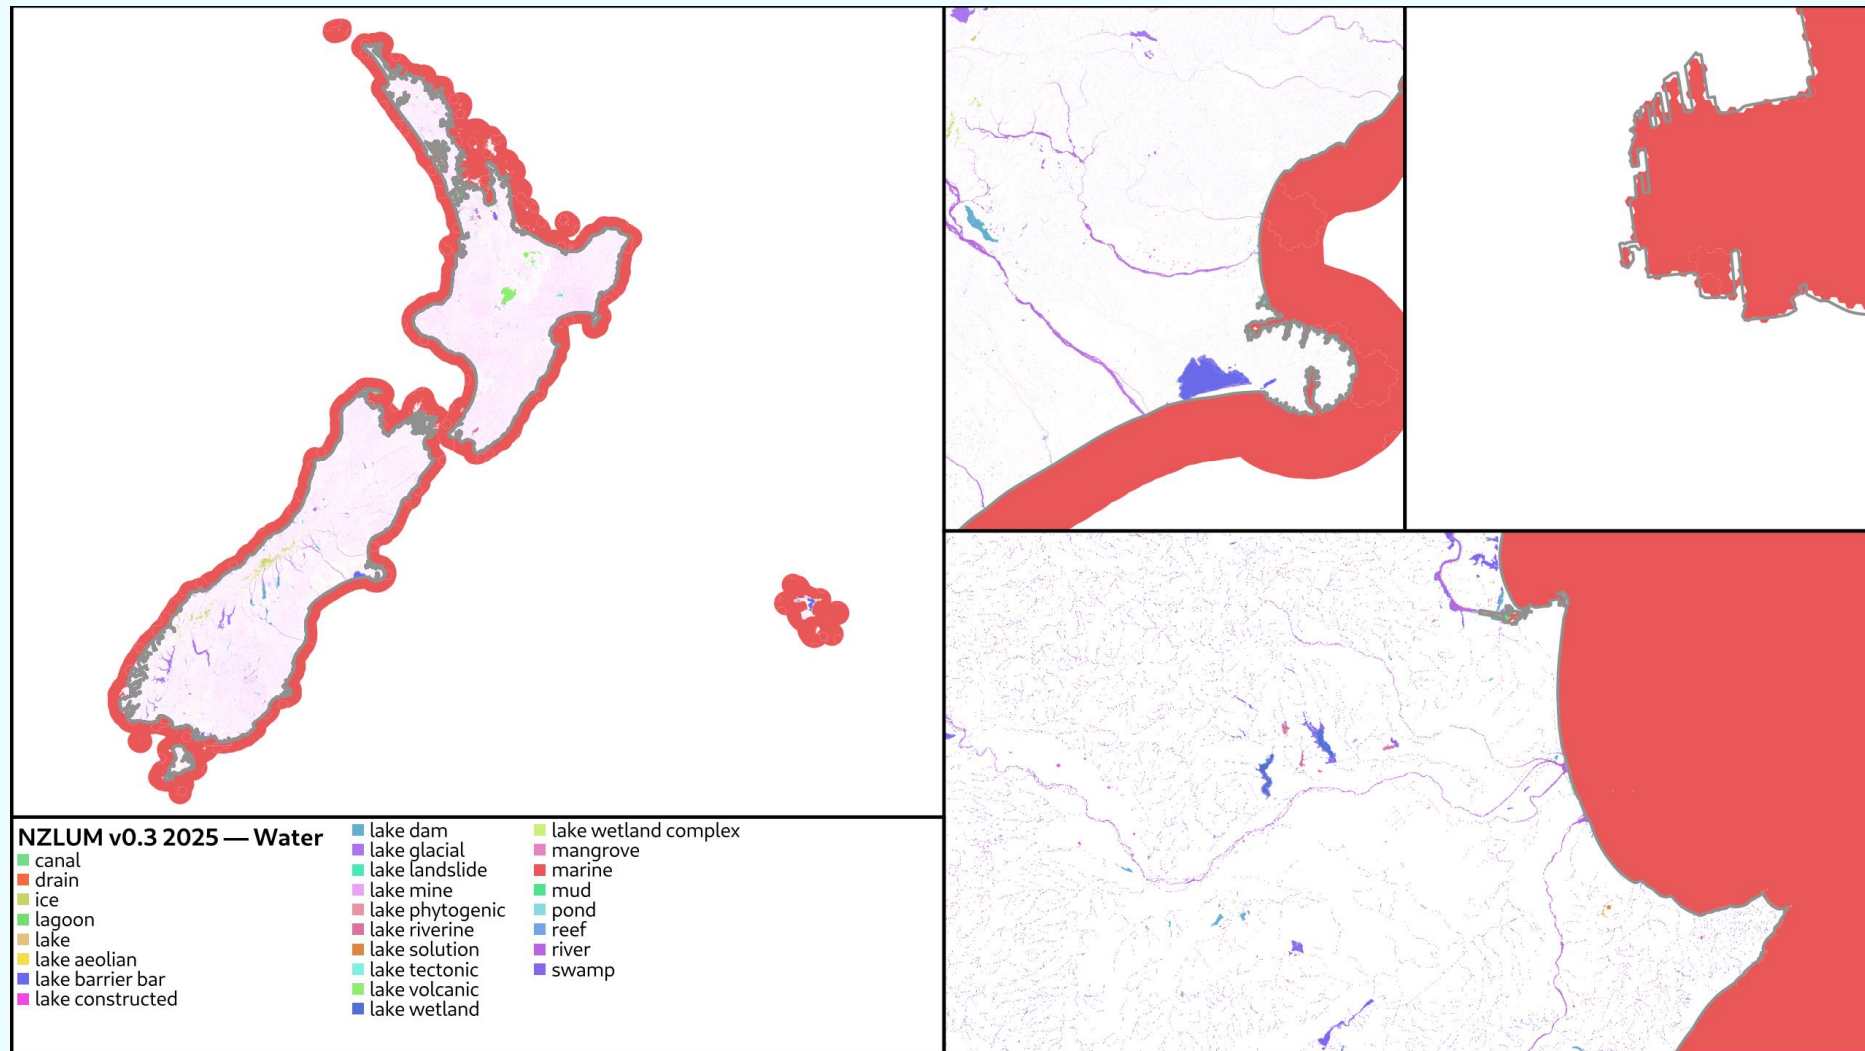 NZLUM v0.3 2025 — Water
canal
drain
ice
lagoon
lake
lake aeolian
lake barrier bar
lake constructed
lake dam
lake glacial
lake landslide
lake mine
lake phytogenic
lake riverine
lake solution
lake tectonic
lake volcanic
lake wetland
lake wetland complex
mangrove
marine
mud
pond
reef
river
swamp